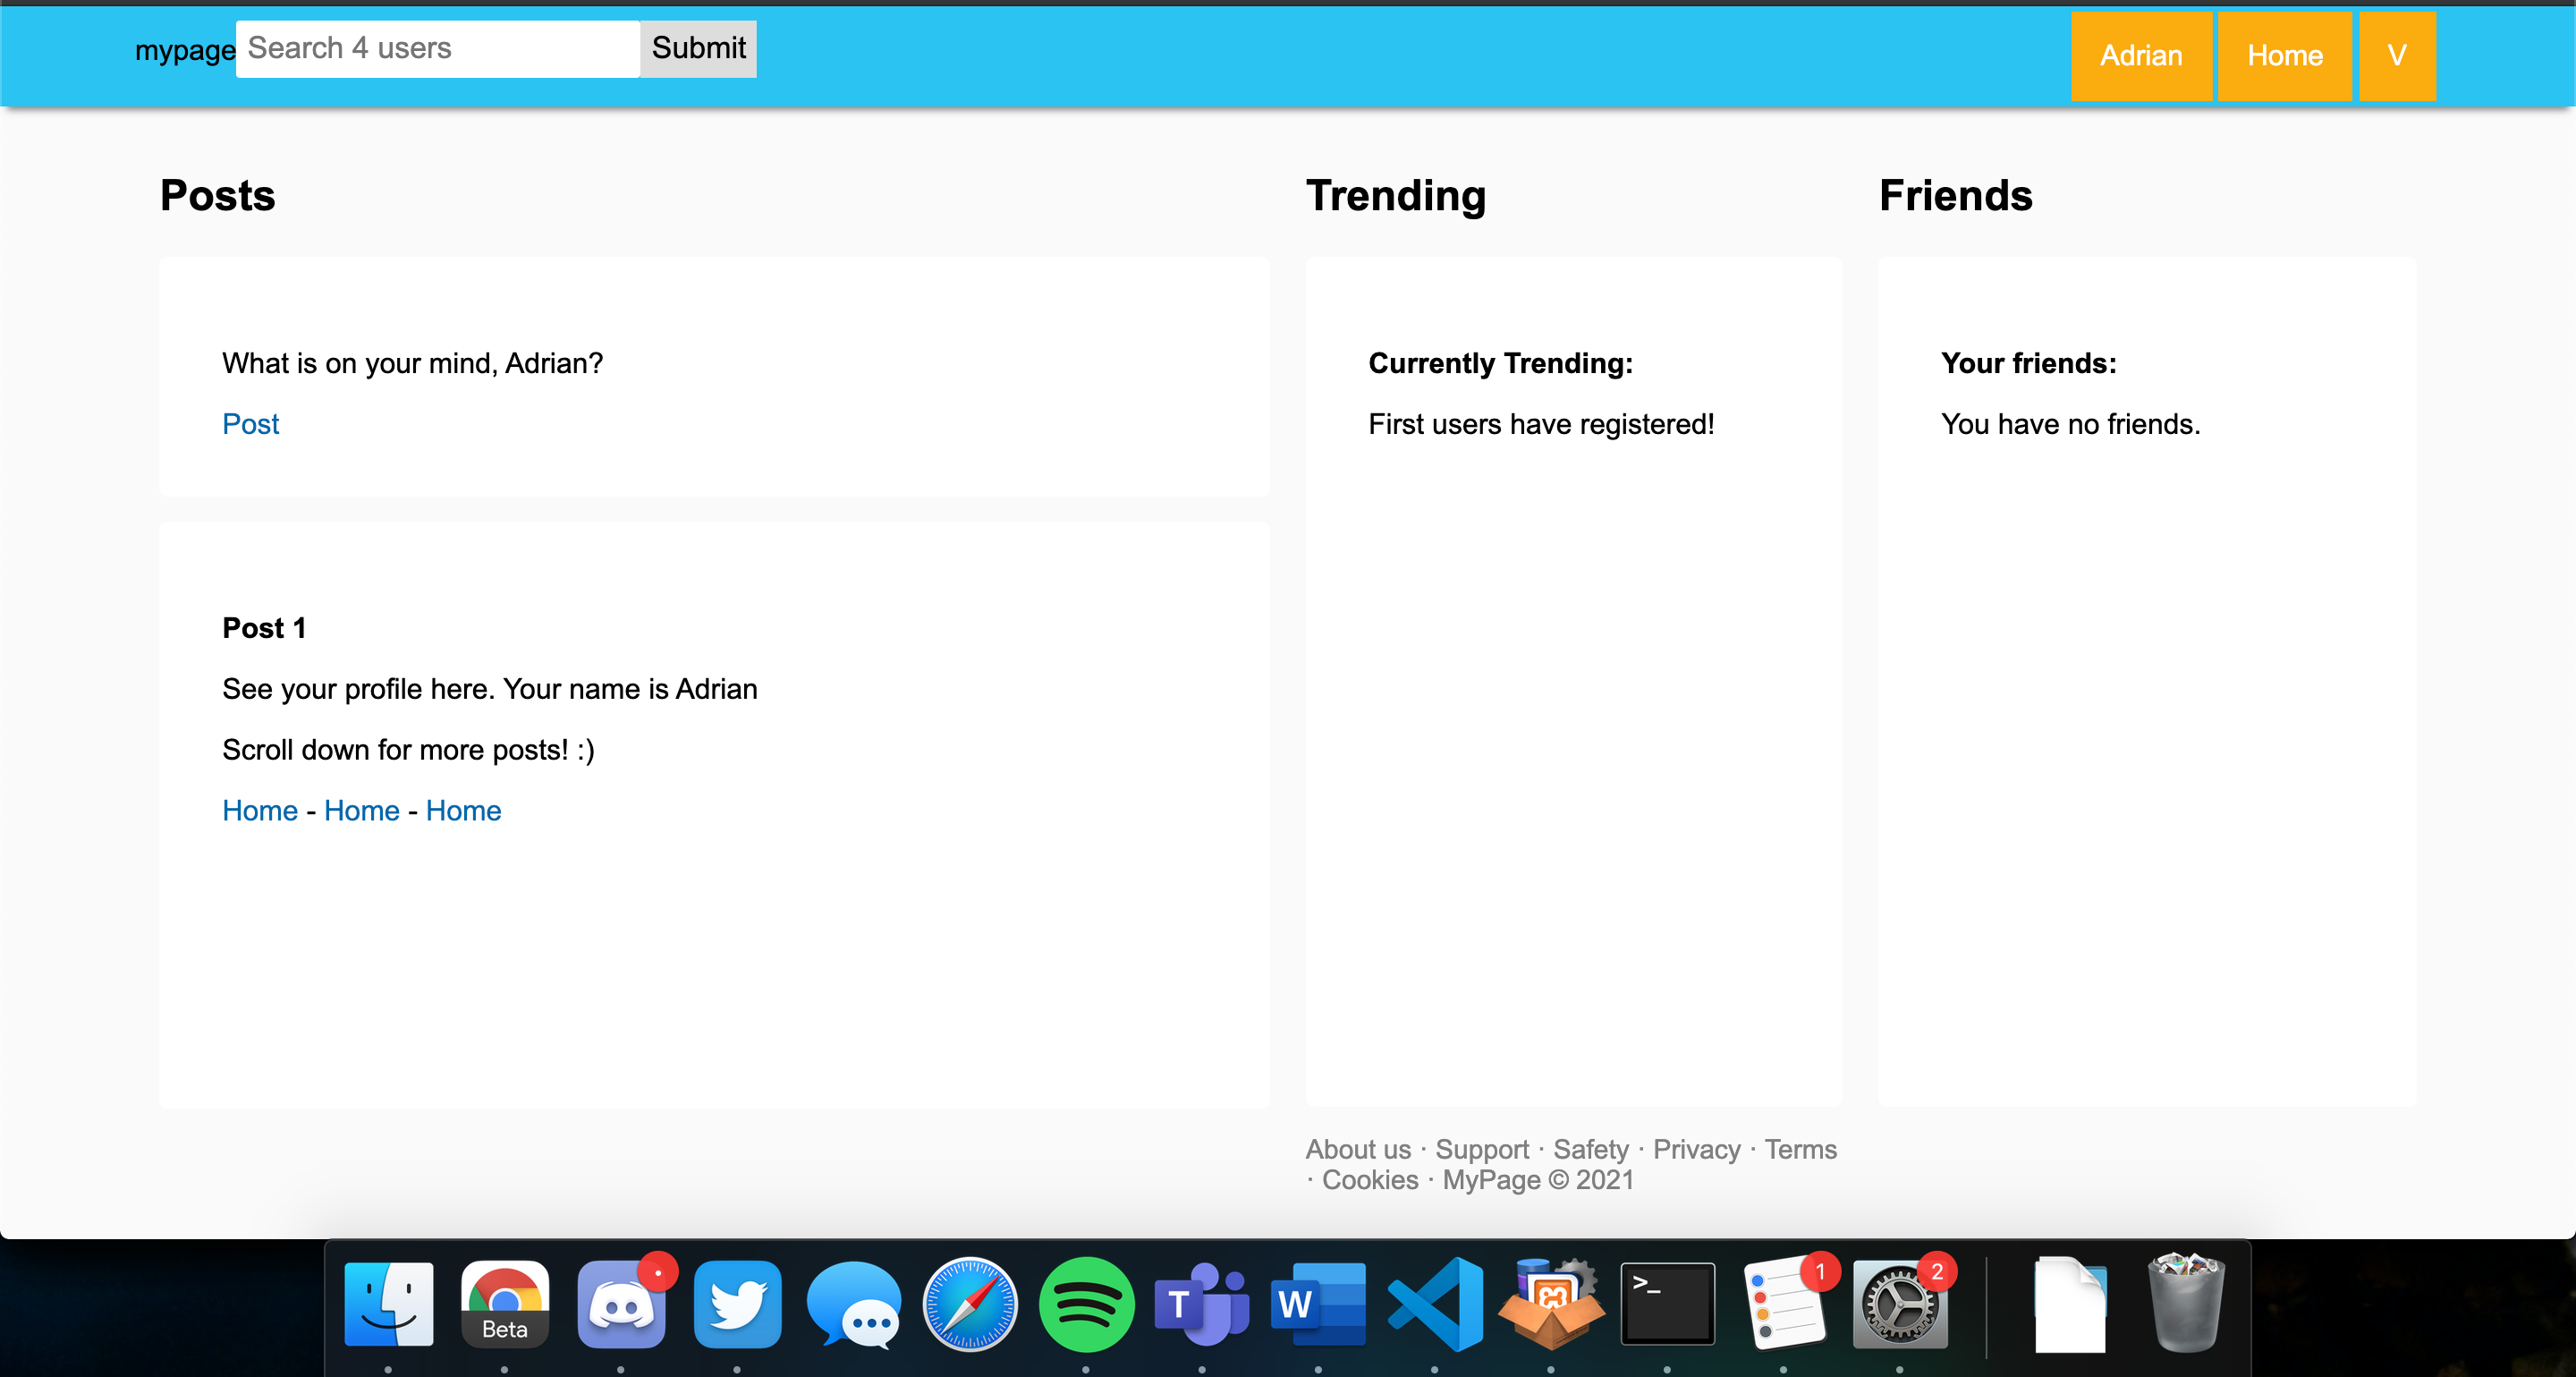 mypage Search 4 users Submit Adrian Home V
Posts
What is on your mind, Adrian?
Post
Post 1
See your profile here. Your name is Adrian
Scroll down for more posts! :)
Home - Home - Home
Trending
Currently Trending:
First users have registered!
Friends
Your friends:
You have no friends.
About us · Support · Safety · Privacy · Terms
· Cookies · MyPage © 2021
Beta
T
W
>_
1
2